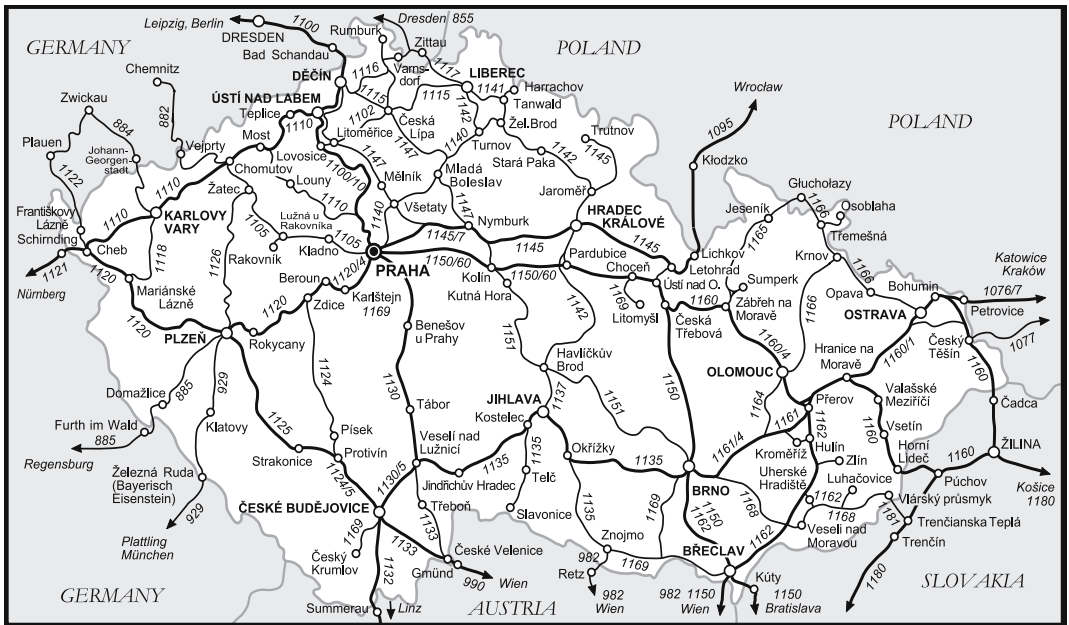 Leipzig, Berlin
1100
DRESDEN
Bad Schandau
Rumburk
Dresden 855
Zittau
GERMANY
POLAND
Chemnitz
DĚČÍN
1116
Varns-
dorf
1117
LIBEREC
1141
Harrachov
Zwickau
882
ÚSTÍ NAD LABEM
Teplice
1110
1115
1115
1102
Česká
Lípa
1142
Tanwald
Žel.Brod
Wrocław
1095
POLAND
884
Plauen
Johann-
Georgen-
stadt
Vejprty
Most
Litoměřice
1147
1147
1140
Turnov
Trutnov
1145
1142
Stará Paka
Kłodzko
1122
Chomutov
Lovosice
1100/10
Louny
1110
Mělník
Mladá
Boleslav
Jaroměř
Głuchołazy
Jeseník
1166
Osoblaha
Třemešná
1110
Františkovy
Lázně
Schirnding
1110
KARLOVY
VARY
Žatec
1140
Všetaty
1147
Nymburk
HRADEC
KRÁLOVÉ
1165
Cheb
1121
Nürnberg
1120
1118
1126
1105
Lužná u
Rakovníka
Rakovník
Kladno
1105
PRAHA
1145/7
1145
1145
Lichkov
Letohrad
Krnov
1166
Katowice
Kraków
Mariánské
Lázně
Beroun
1120/4
1150/60
Kolín
1150/60
Pardubice
Choceň
Ústí nad O.
Šumperk
1166
Opava
Bohumin
1076/7
Petrovice
1120
Zdice
1120
Karlštejn
1169
Kutná Hora
1142
1169
Litomyšl
1160
Zábřeh na
Moravě
OSTRAVA
PLZEŇ
Rokycany
Benešov
u Prahy
1151
Česká
Třebová
1160/4
Hranice na
Moravě
1160/1
Český
Těšín
1077
929
885
Domažlice
1124
1130
Havlíčkův
Brod
1150
OLOMOUC
1160
Furth im Wald
885
Regensburg
Klatovy
1125
Písek
Tábor
JIHLAVA
Kostelec
1137
1151
1164
1161
Přerov
1162
Valašské
Meziříčí
Čadca
Železná Ruda
(Bayerisch
Eisenstein)
Strakonice
Protivín
1124/5
Veselí nad
Lužnicí
1130/5
1135
Jindřichův Hradec
1135
Telč
Okřížky
1135
1161/4
Kroměříž
Hulín
Vsetín
1160
Horní
Lideč
1160
ŽILINA
929
Plattling
München
ČESKÉ BUDĚJOVICE
Třeboň
Slavonice
1135
BRNO
1169
1150
1162
Uherské
Hradiště
1162
Zlín
Luhačovice
1168
1168
Vlárský průsmyk
1181
Púchov
Košice
1180
1169
Český
Krumlov
1132
1133
1133
České Velenice
Gmünd
990
Wien
Znojmo
982
Retz
1169
BŘECLAV
1162
Veseli nad
Moravou
Trenčianska Teplá
Trenčín
1180
GERMANY
Summerau
Linz
AUSTRIA
982
Wien
982
1150
Wien
Kúty
1150
Bratislava
SLOVAKIA